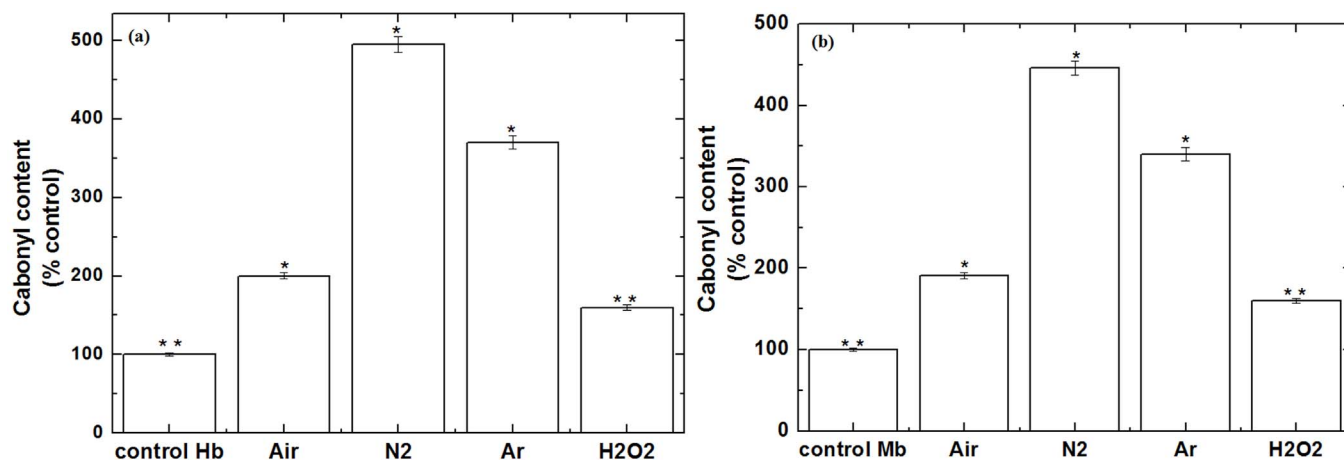 (a)
Cabonyl content
(% control)
500
400
300
200
100
0
*
*
*
*
*
*
*
control Hb
Air
N2
Ar
H2O2
(b)
Cabonyl content
(% control)
500
400
300
200
100
0
*
*
*
*
*
*
*
control Mb
Air
N2
Ar
H2O2